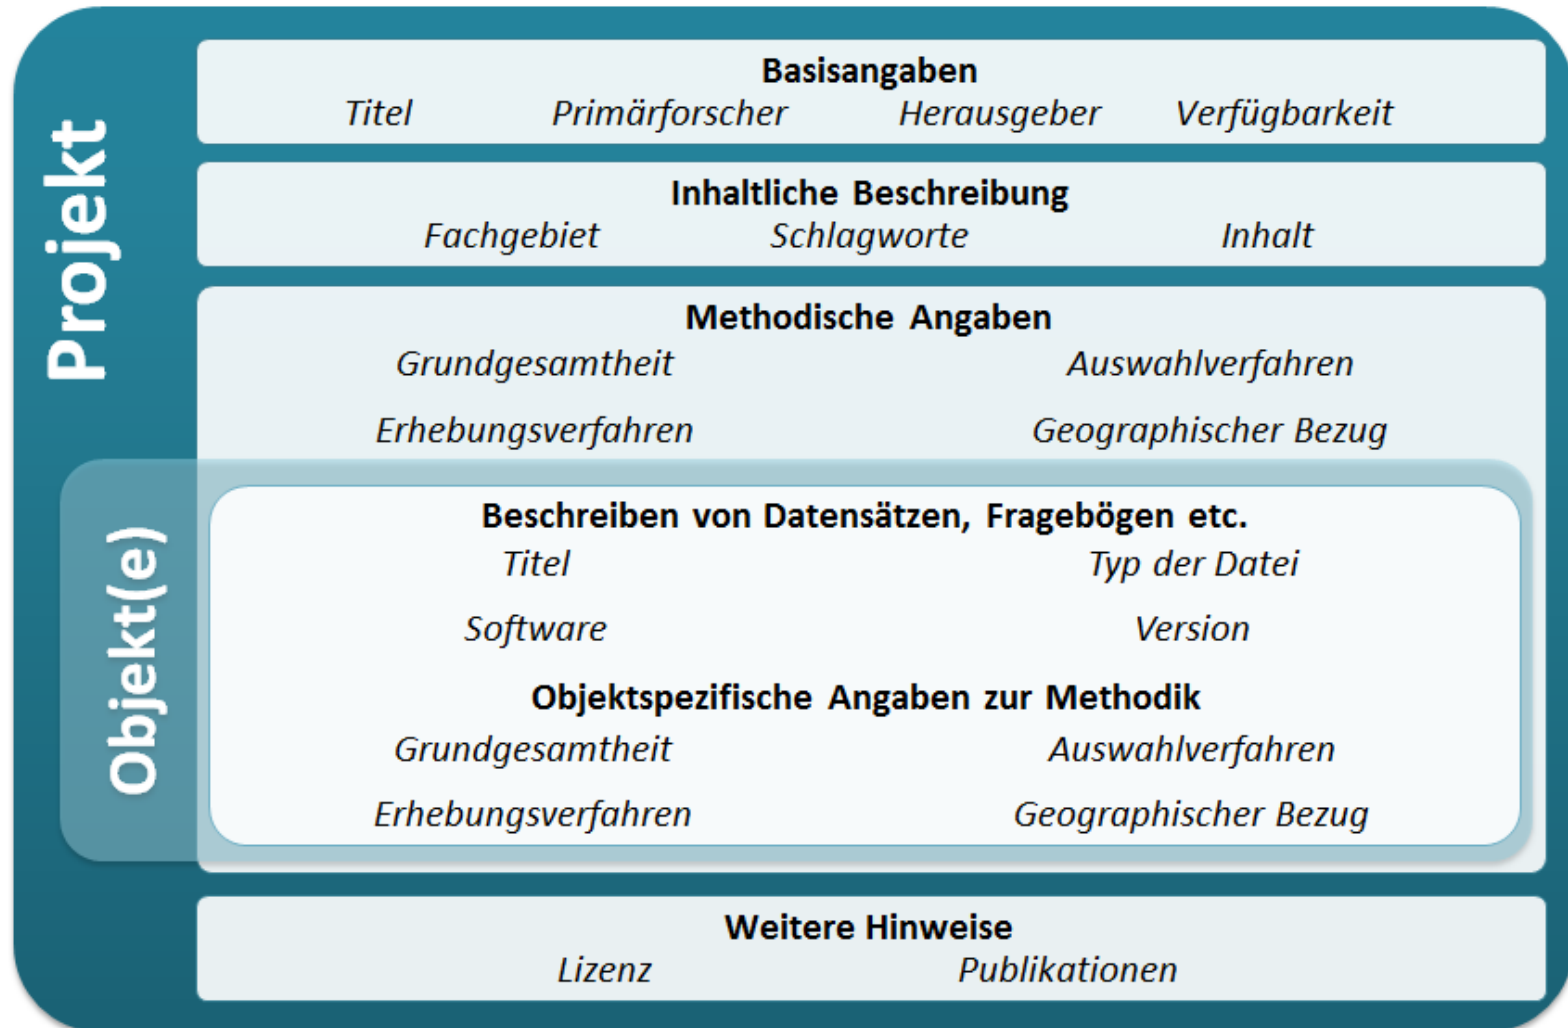 Projekt
Basisangaben
Titel Primärforscher Herausgeber Verfügbarkeit
Inhaltliche Beschreibung
Fachgebiet Schlagworte Inhalt
Methodische Angaben
Grundgesamtheit Auswahlverfahren
Erhebungsverfahren Geographischer Bezug
Objekt(e)
Beschreiben von Datensätzen, Fragebögen etc.
Titel Typ der Datei
Software Version
Objektspezifische Angaben zur Methodik
Grundgesamtheit Auswahlverfahren
Erhebungsverfahren Geographischer Bezug
Weitere Hinweise
Lizenz Publikationen